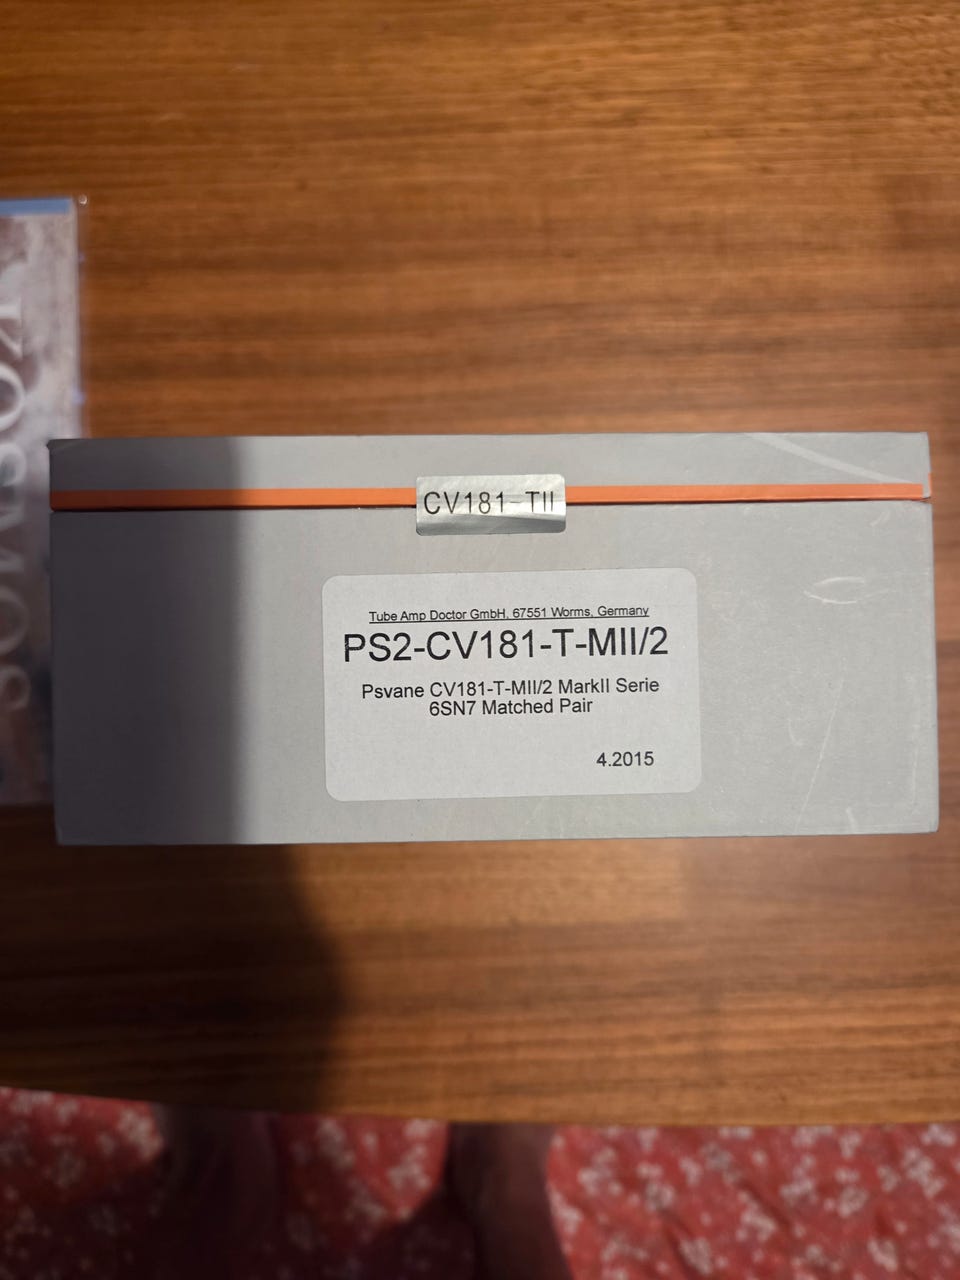 KOSMOS
CV181-TII
Tube Amp Doctor GmbH, 67551 Worms, Germany
PS2-CV181-T-MII/2
Psvane CV181-T-MII/2 MarkII Serie
6SN7 Matched Pair
4.2015